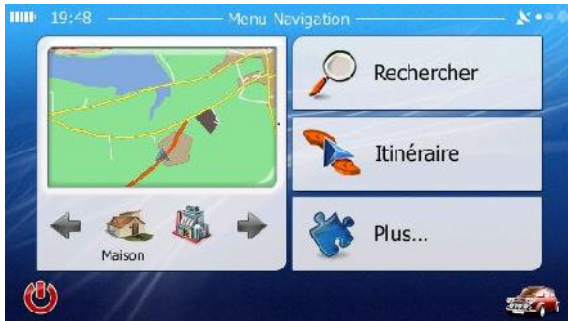 19:48
Menu Navigation
Rechercher
Itinéraire
Plus...
Maison